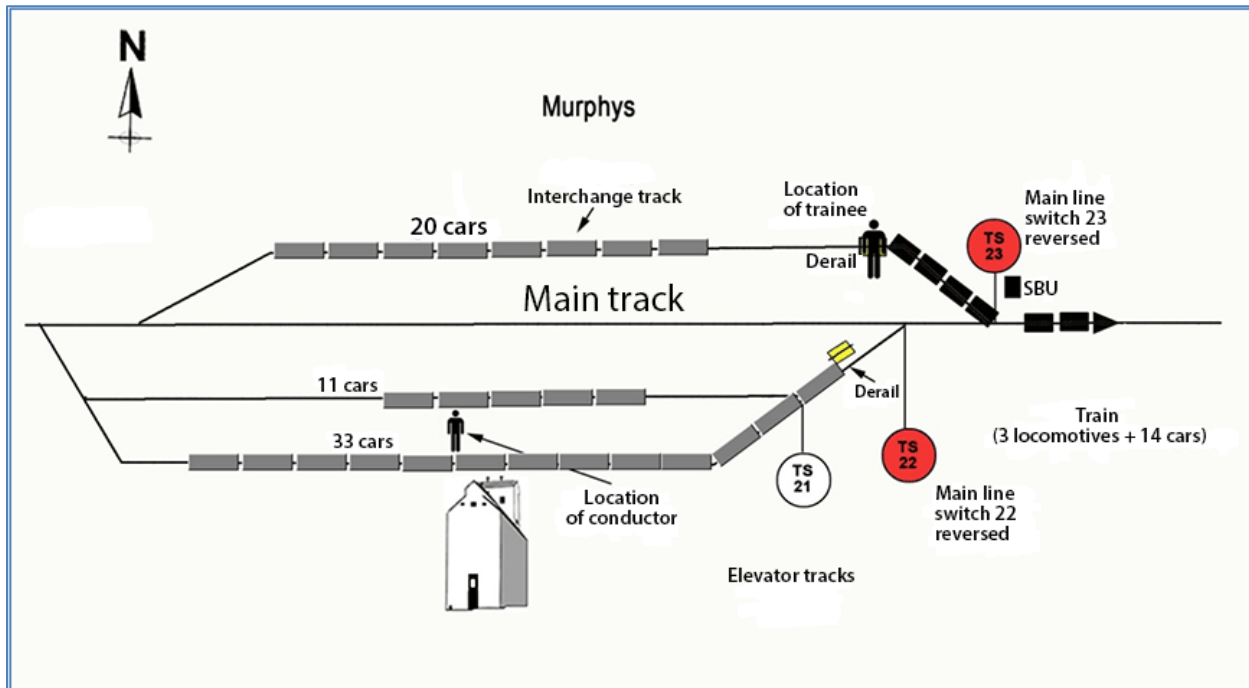 N
Murphys
Interchange track
20 cars
Location
of trainee
Derail
Main line
switch 23
reversed
TS
23
SBU
Main track
11 cars
33 cars
Derail
Train
(3 locomotives + 14 cars)
TS
21
TS
22
Location
of conductor
Main line
switch 22
reversed
Elevator tracks